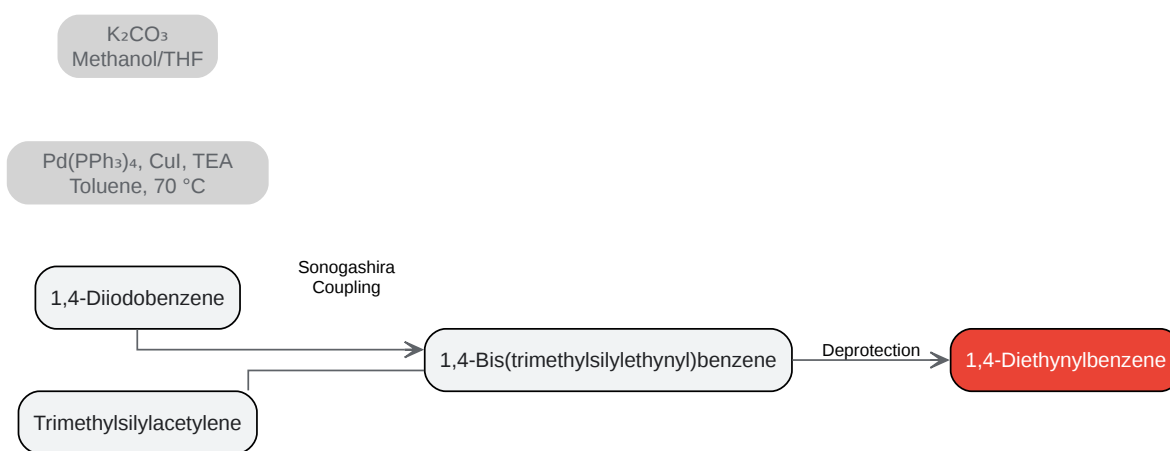 K₂CO₃
Methanol/THF
Pd(PPh₃)₄, CuI, TEA
Toluene, 70 °C
1,4-Diiodobenzene
Sonogashira
Coupling
1,4-Bis(trimethylsilylethynyl)benzene
Deprotection
1,4-Diethynylbenzene
Trimethylsilylacetylene